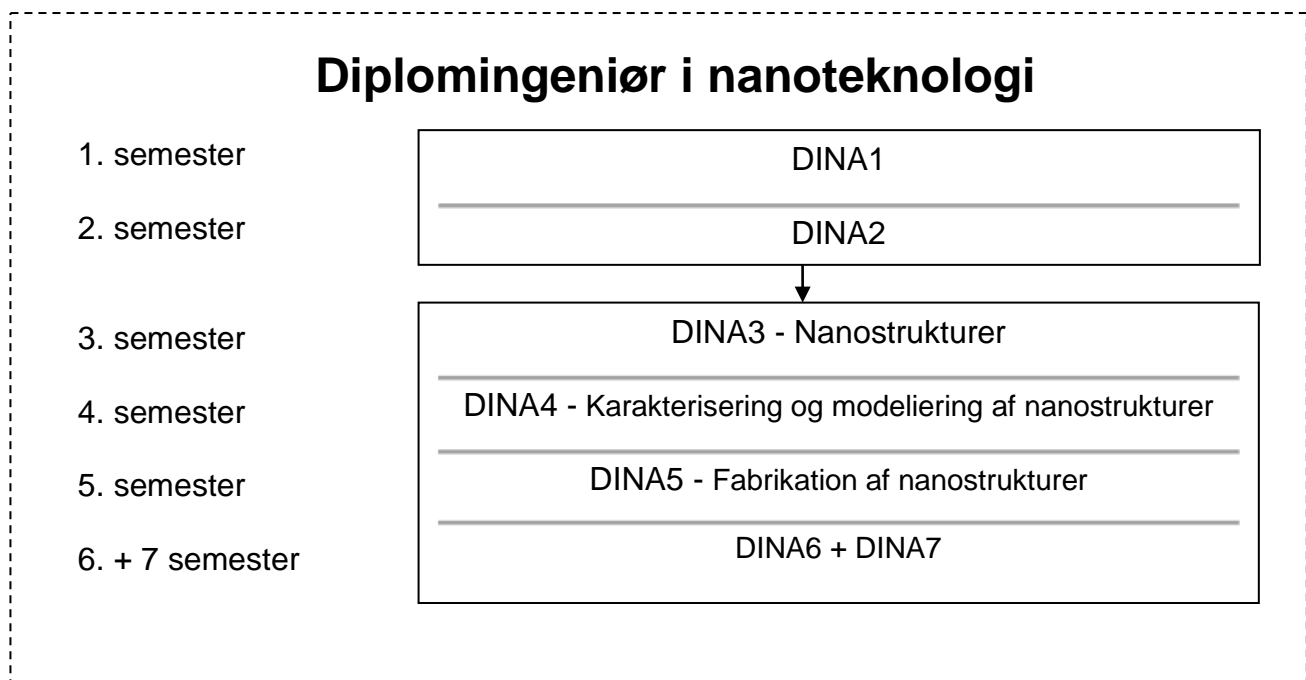 Diplomingeniør i nanoteknologi
1. semester
DINA1
2. semester
DINA2
3. semester
DINA3 - Nanostrukturer
4. semester
DINA4 - Karakterisering og modeliering af nanostrukturer
5. semester
DINA5 - Fabrikation af nanostrukturer
6. + 7 semester
DINA6 + DINA7